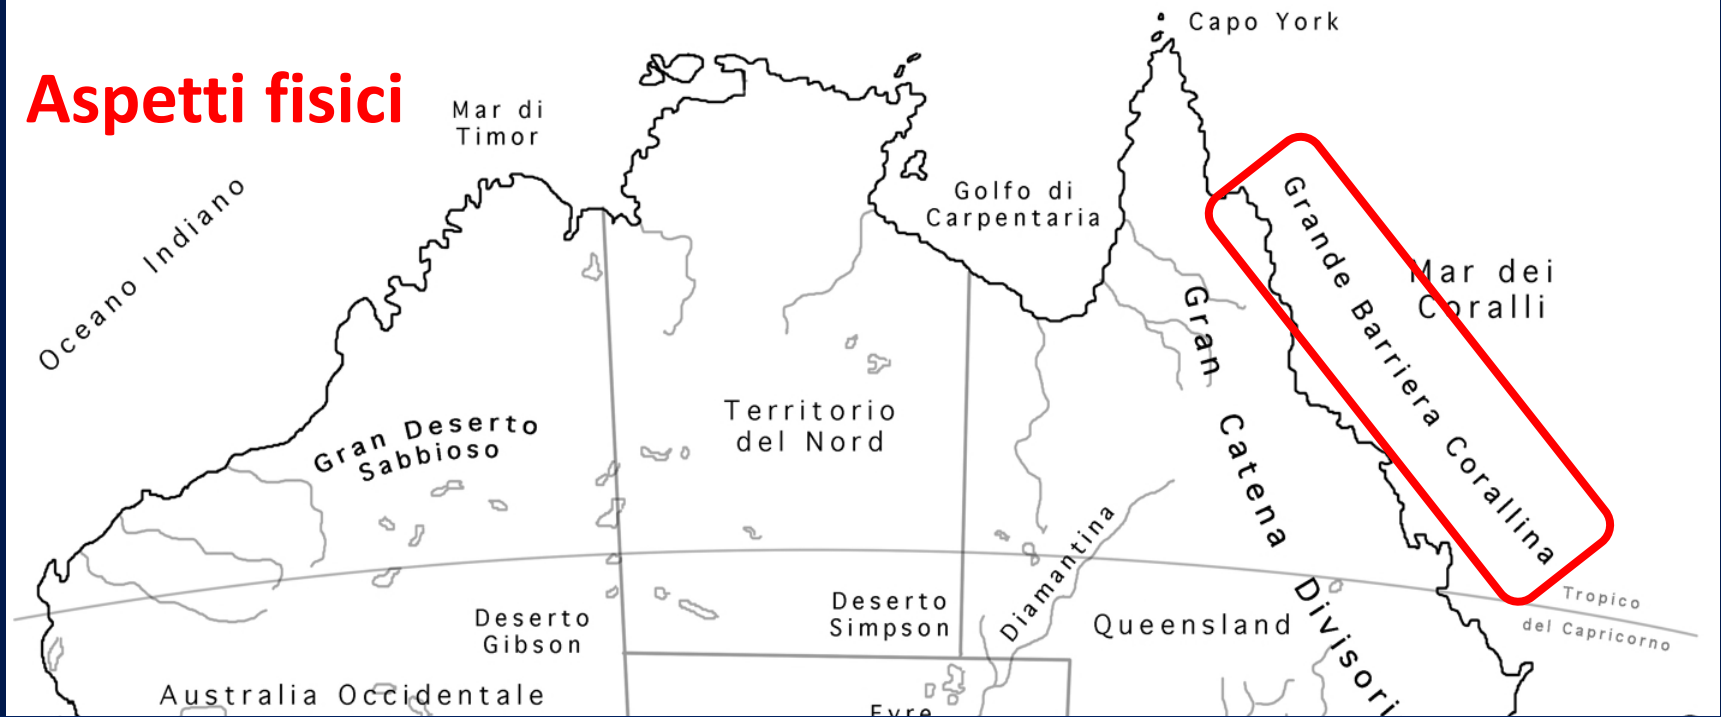 Capo York
Aspetti fisici
Mar di
Timor
Oceano Indiano
Golfo di
Carpentaria
Grande Barriera Corallina
Mar dei
Coralli
Gran Catena Divisori
Gran Deserto
Sabbioso
Territorio
del Nord
Diamantina
Deserto
Gibson
Deserto
Simpson
Queensland
Tropico
del Capricorno
Australia Occidentale
Eyre